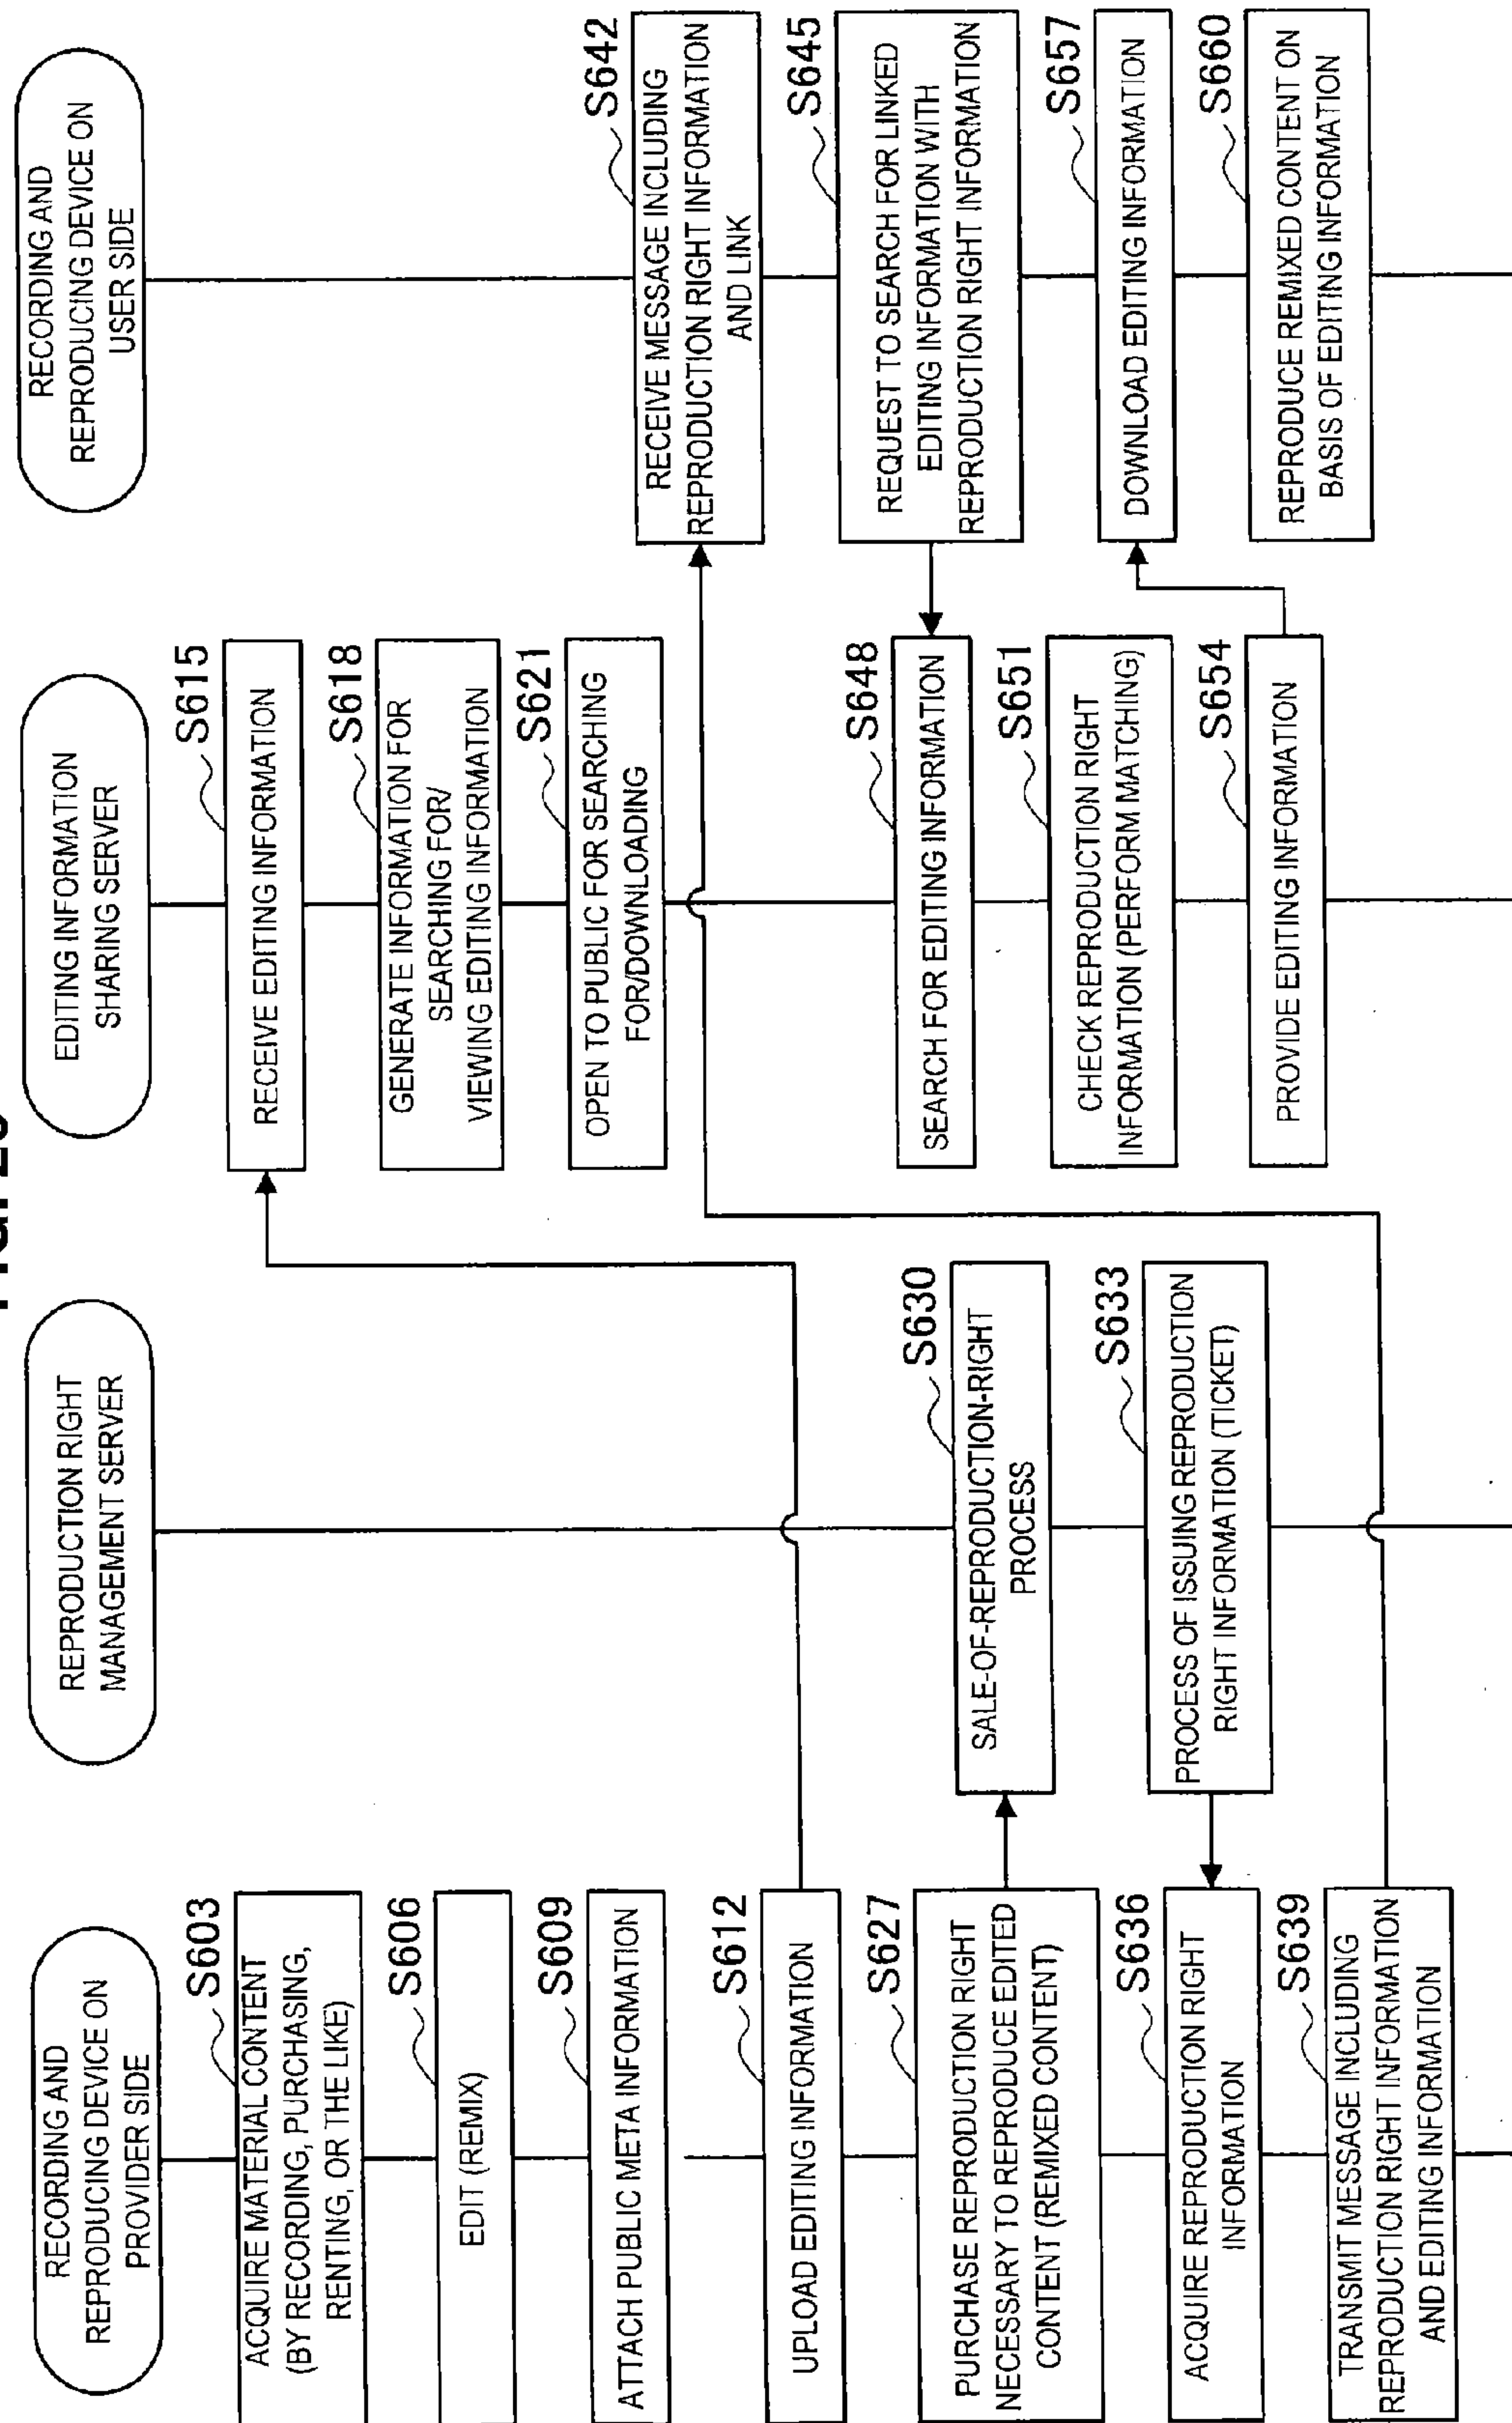 RECORDING AND
REPRODUCING DEVICE ON
PROVIDER SIDE
S603
ACQUIRE MATERIAL CONTENT
(BY RECORDING, PURCHASING,
RENTING, OR THE LIKE)
S606
EDIT (REMIX)
S609
ATTACH PUBLIC META INFORMATION
S612
UPLOAD EDITING INFORMATION
S627
PURCHASE REPRODUCTION RIGHT
NECESSARY TO REPRODUCE EDITED
CONTENT (REMIXED CONTENT)
S636
ACQUIRE REPRODUCTION RIGHT
INFORMATION
S639
TRANSMIT MESSAGE INCLUDING
REPRODUCTION RIGHT INFORMATION
AND EDITING INFORMATION
REPRODUCTION RIGHT
MANAGEMENT SERVER
S630
SALE-OF-REPRODUCTION-RIGHT
PROCESS
S633
PROCESS OF ISSUING REPRODUCTION
RIGHT INFORMATION (TICKET)
EDITING INFORMATION
SHARING SERVER
S615
RECEIVE EDITING INFORMATION
S618
GENERATE INFORMATION FOR
SEARCHING FOR/
VIEWING EDITING INFORMATION
S621
OPEN TO PUBLIC FOR SEARCHING
FOR/DOWNLOADING
S648
SEARCH FOR EDITING INFORMATION
S651
CHECK REPRODUCTION RIGHT
INFORMATION (PERFORM MATCHING)
S654
PROVIDE EDITING INFORMATION
RECORDING AND
REPRODUCING DEVICE ON
USER SIDE
S642
RECEIVE MESSAGE INCLUDING
REPRODUCTION RIGHT INFORMATION
AND LINK
S645
REQUEST TO SEARCH FOR LINKED
EDITING INFORMATION WITH
REPRODUCTION RIGHT INFORMATION
S657
DOWNLOAD EDITING INFORMATION
S660
REPRODUCE REMIXED CONTENT ON
BASIS OF EDITING INFORMATION